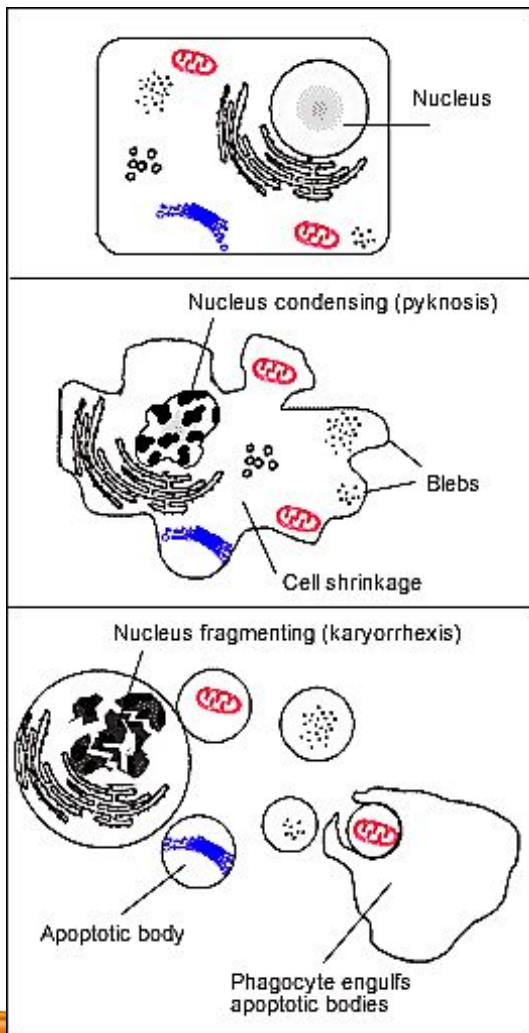 Nucleus
Nucleus condensing (pyknosis)
Blebs
Cell shrinkage
Nucleus fragmenting (karyorrhexis)
Apoptotic body
Phagocyte engulfs
apoptotic bodies